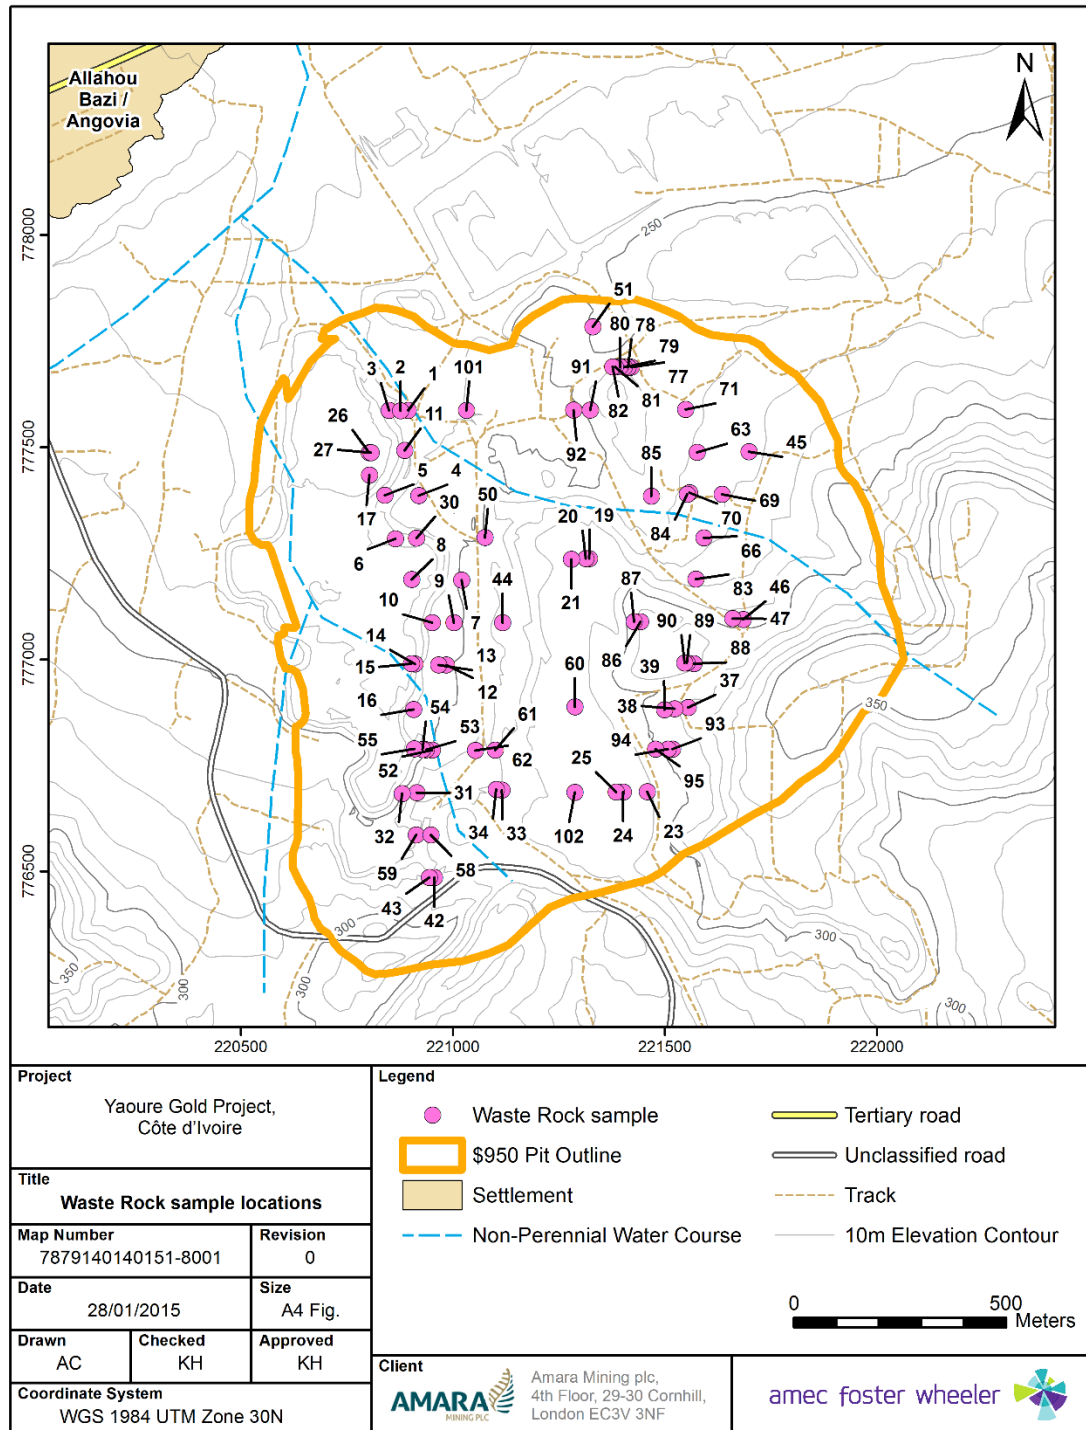 Allahou
Bazi /
Angovia
N
778000
777500
777000
776500
250
51
80
78
79
77
81
82
91
92
71
3
2
1
101
11
26
27
63
45
5
4
85
17
30
50
69
70
84
20
19
6
8
66
21
83
9
87
44
46
10
7
90
89
47
14
13
86
39
88
15
12
60
37
16
54
61
38
350
55
53
93
52
62
94
95
25
31
32
34
33
102
24
23
59
58
43
42
300
300
300
300
350
220500
221000
221500
222000
Project
Yaoure Gold Project,
Côte d'Ivoire
Title
Waste Rock sample locations
Map Number
7879140140151-8001
Revision
0
Date
28/01/2015
Size
A4 Fig.
Drawn
AC
Checked
KH
Approved
KH
Coordinate System
WGS 1984 UTM Zone 30N
Legend
Waste Rock sample
$950 Pit Outline
Settlement
Non-Perennial Water Course
Tertiary road
Unclassified road
Track
10m Elevation Contour
0 500
Meters
Client
AMARA
MINING PLC
Amara Mining plc,
4th Floor, 29-30 Cornhill,
London EC3V 3NF
amec foster wheeler